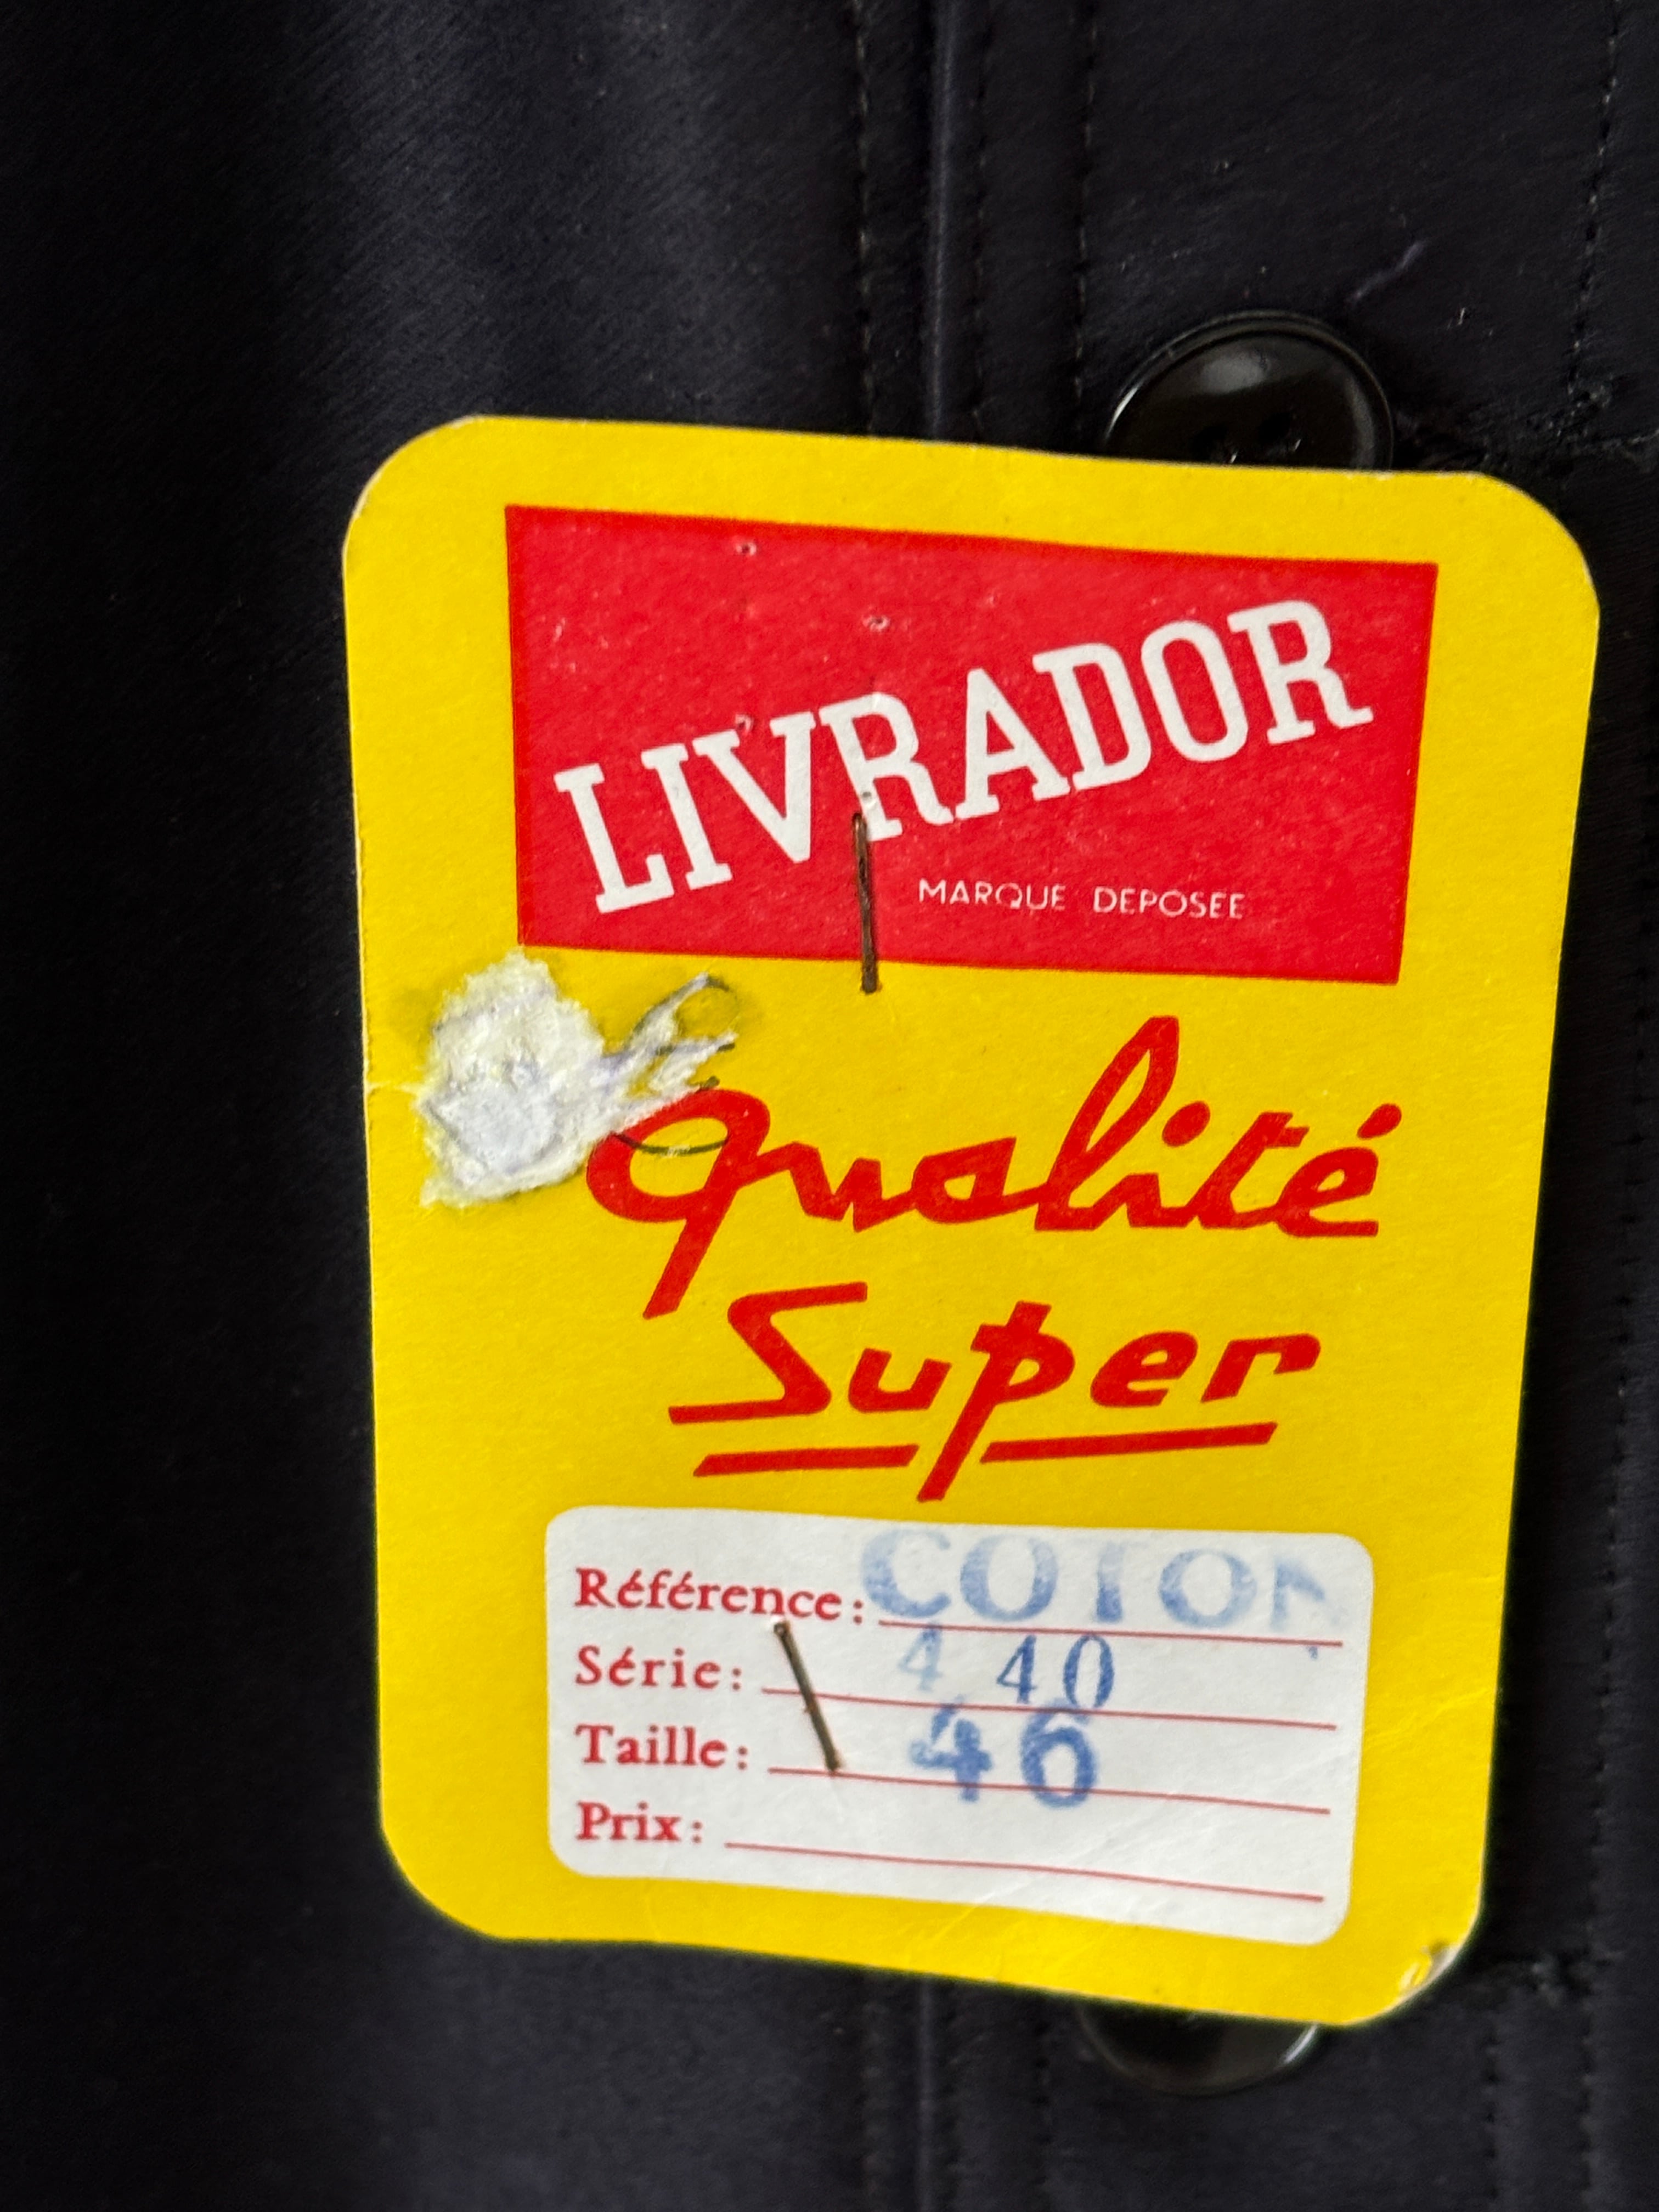 LIVRADOR
MARQUE DEPOSEE
Qualité
Super
Référence: COTON
Série: 440
Taille: 46
Prix: